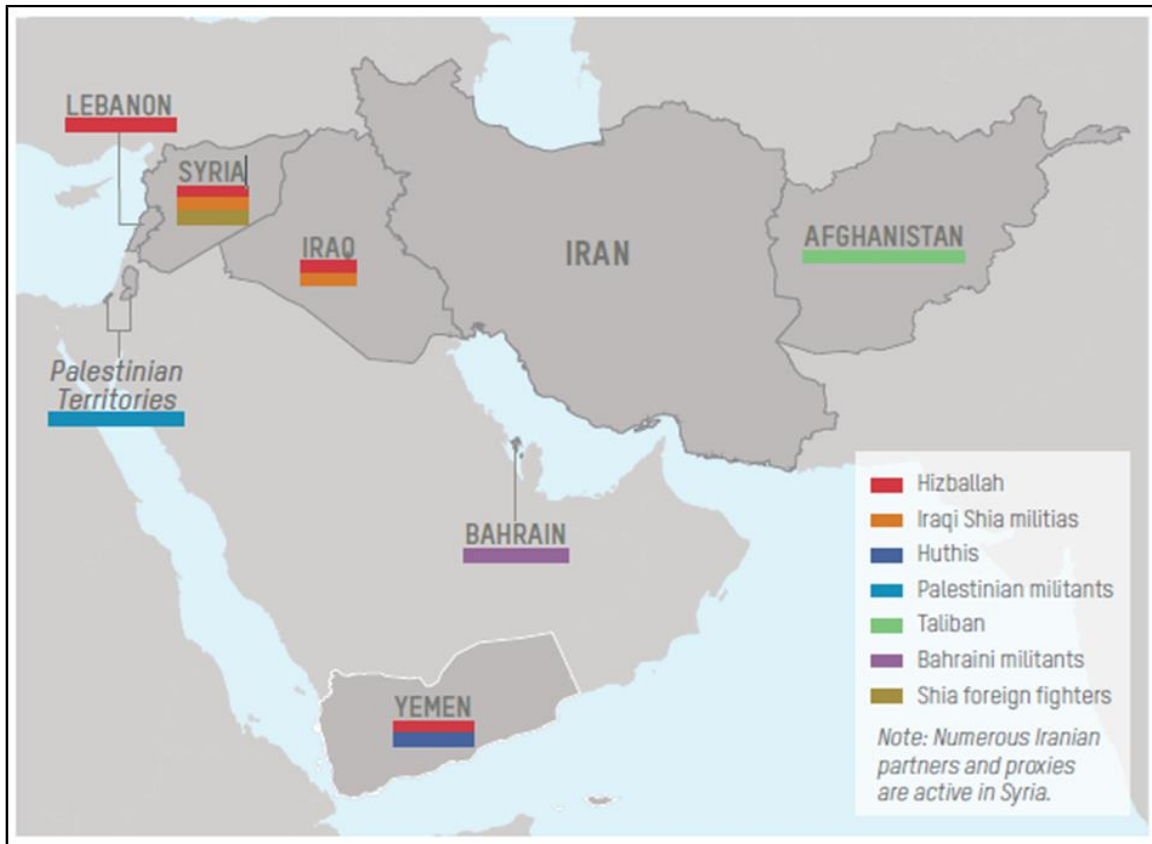 LEBANON
SYRIA
IRAQ
IRAN
AFGHANISTAN
Palestinian
Territories
BAHRAIN
YEMEN
Hizballah
Iraqi Shia militias
Huthis
Palestinian militants
Taliban
Bahraini militants
Shia foreign fighters
Note: Numerous Iranian
partners and proxies
are active in Syria.